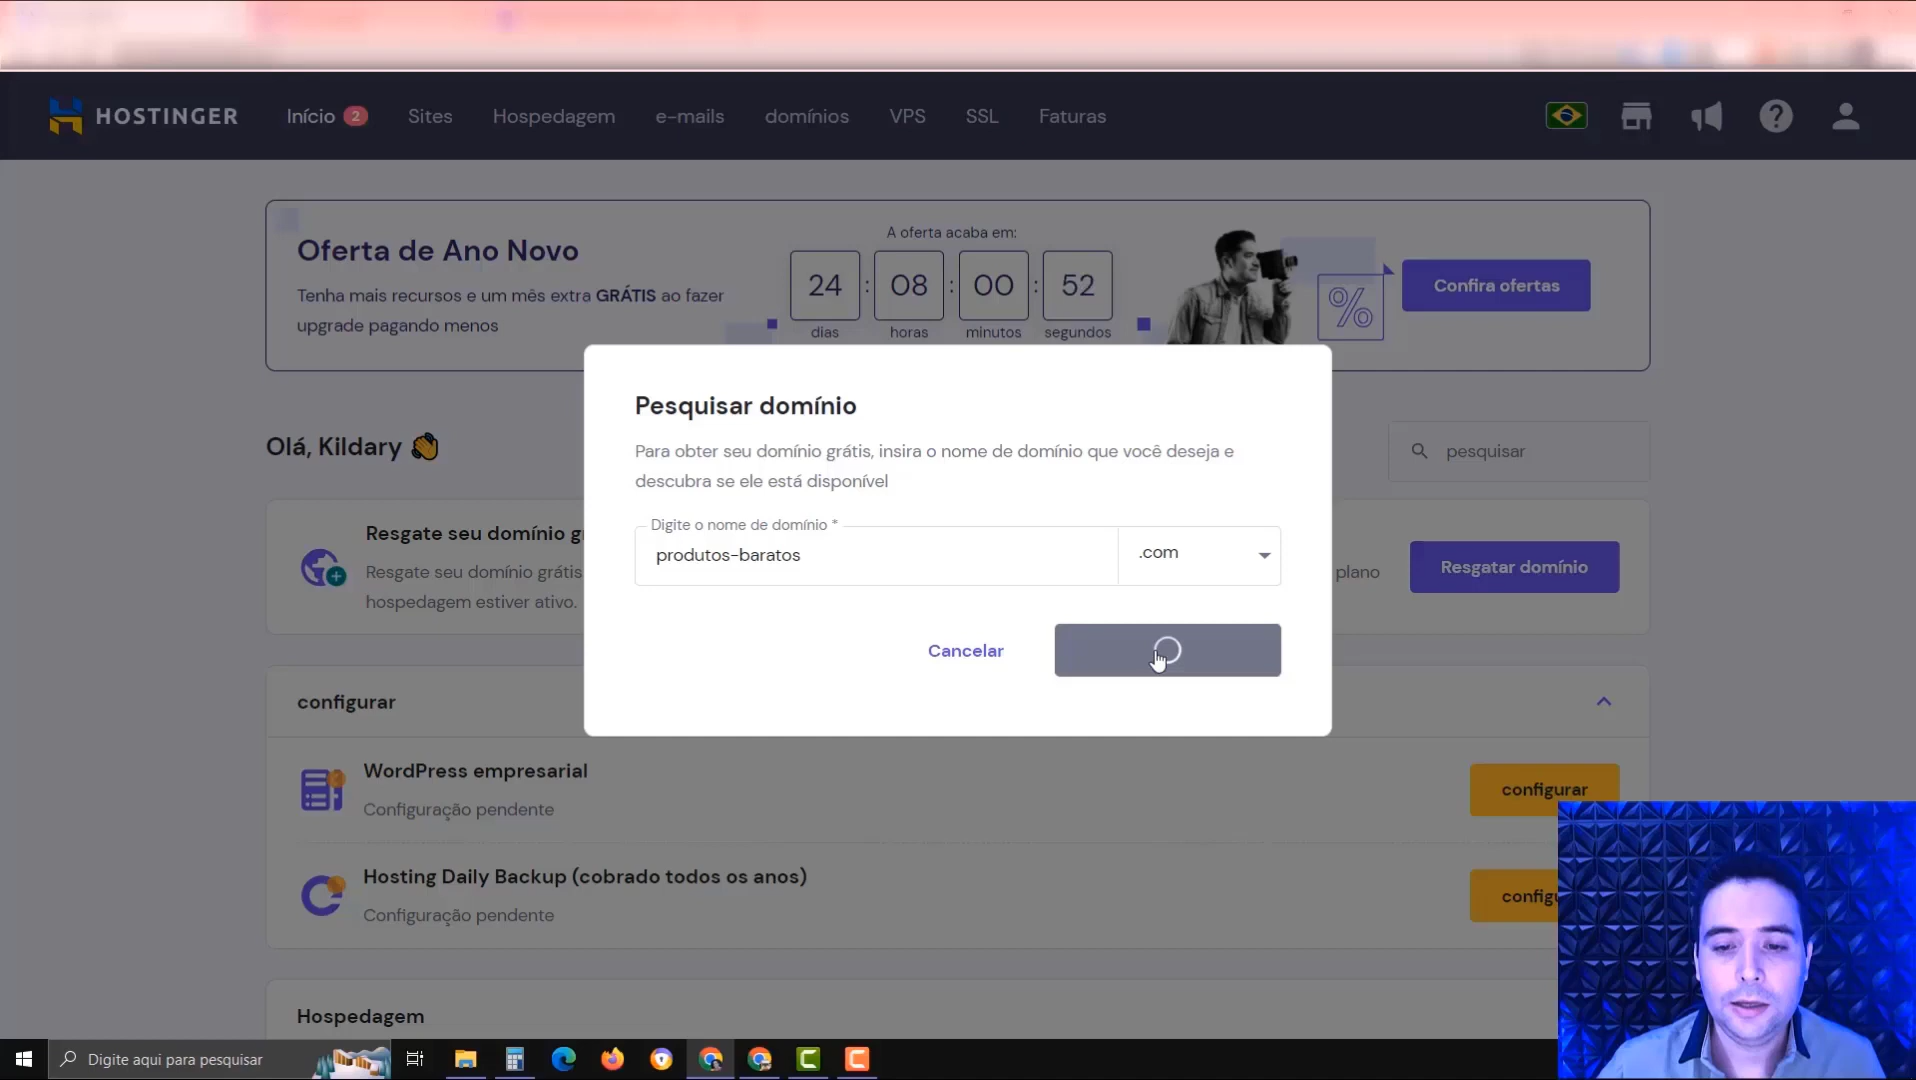 HOSTINGER
Início 2
Sites
Hospedagem
e-mails
domínios
VPS
SSL
Faturas
Oferta de Ano Novo
Tenha mais recursos e um mês extra GRÁTIS ao fazer
upgrade pagando menos
A oferta acaba em:
24 : 08 : 00 : 52
dias horas minutos segundos
%
Confira ofertas
Pesquisar domínio
Para obter seu domínio grátis, insira o nome de domínio que você deseja e
descubra se ele está disponível
Digite o nome de domínio *
produtos-baratos
.com
Cancelar
Olá, Kildary
pesquisar
Resgate seu domínio
Resgate seu domínio grátis
hospedagem estiver ativo.
plano
Resgatar domínio
configurar
WordPress empresarial
Configuração pendente
configurar
Hosting Daily Backup (cobrado todos os anos)
Configuração pendente
Hospedagem
Digite aqui para pesquisar